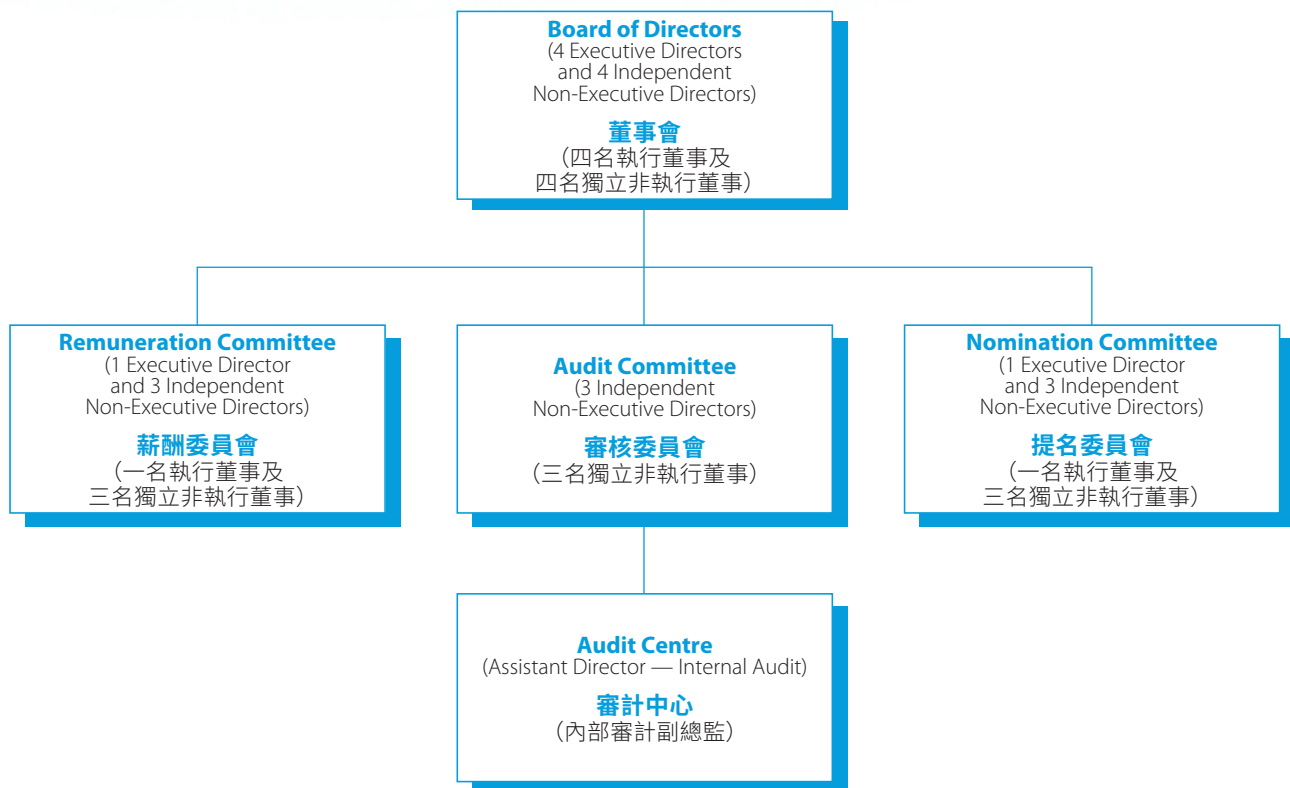 Board of Directors
(4 Executive Directors
and 4 Independent
Non-Executive Directors)
董事會
（四名執行董事及
四名獨立非執行董事）
Remuneration Committee
(1 Executive Director
and 3 Independent
Non-Executive Directors)
薪酬委員會
（一名執行董事及
三名獨立非執行董事）
Audit Committee
(3 Independent
Non-Executive Directors)
審核委員會
（三名獨立非執行董事）
Nomination Committee
(1 Executive Director
and 3 Independent
Non-Executive Directors)
提名委員會
（一名執行董事及
三名獨立非執行董事）
Audit Centre
(Assistant Director — Internal Audit)
審計中心
（內部審計副總監）